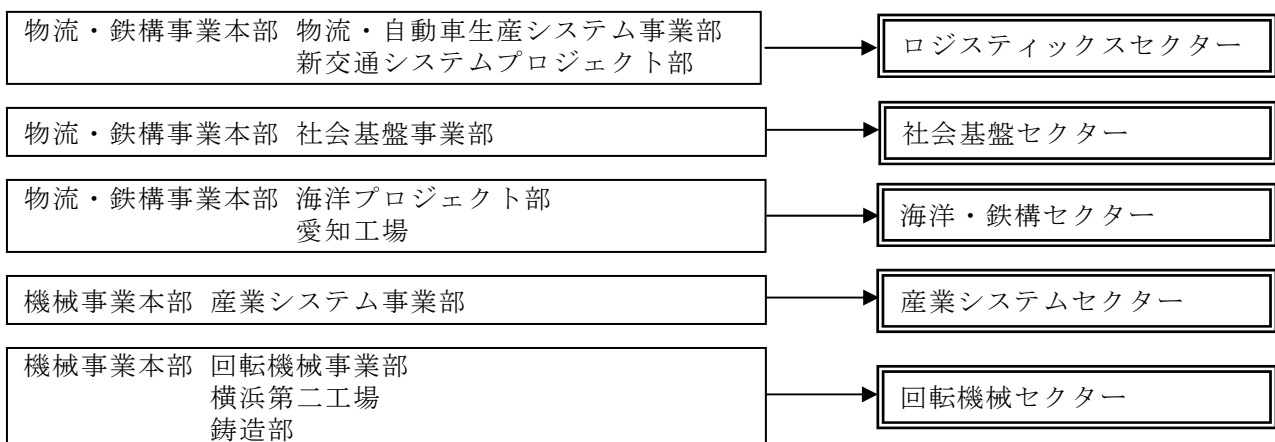 物流・鉄構事業本部 物流・自動車生産システム事業部
新交通システムプロジェクト部
ロジスティックスセクター
物流・鉄構事業本部 社会基盤事業部
社会基盤セクター
物流・鉄構事業本部 海洋プロジェクト部
愛知工場
海洋・鉄構セクター
機械事業本部 産業システム事業部
産業システムセクター
機械事業本部 回転機械事業部
横浜第二工場
鋳造部
回転機械セクター